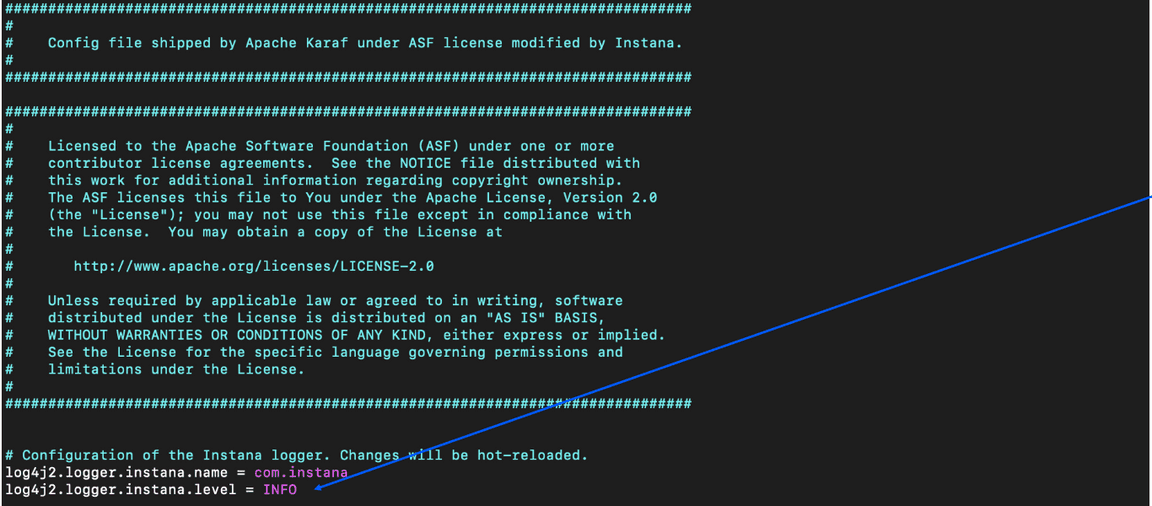 ################################################################################
#
#    Config file shipped by Apache Karaf under ASF license modified by Instana.
#
################################################################################
################################################################################
#
#    Licensed to the Apache Software Foundation (ASF) under one or more
#    contributor license agreements.  See the NOTICE file distributed with
#    this work for additional information regarding copyright ownership.
#    The ASF licenses this file to You under the Apache License, Version 2.0
#    (the "License"); you may not use this file except in compliance with
#    the License.  You may obtain a copy of the License at
#
#       http://www.apache.org/licenses/LICENSE-2.0
#
#    Unless required by applicable law or agreed to in writing, software
#    distributed under the License is distributed on an "AS IS" BASIS,
#    WITHOUT WARRANTIES OR CONDITIONS OF ANY KIND, either express or implied.
#    See the License for the specific language governing permissions and
#    limitations under the License.
#
################################################################################
# Configuration of the Instana logger. Changes will be hot-reloaded.
log4j2.logger.instana.name = com.instana
log4j2.logger.instana.level = INFO